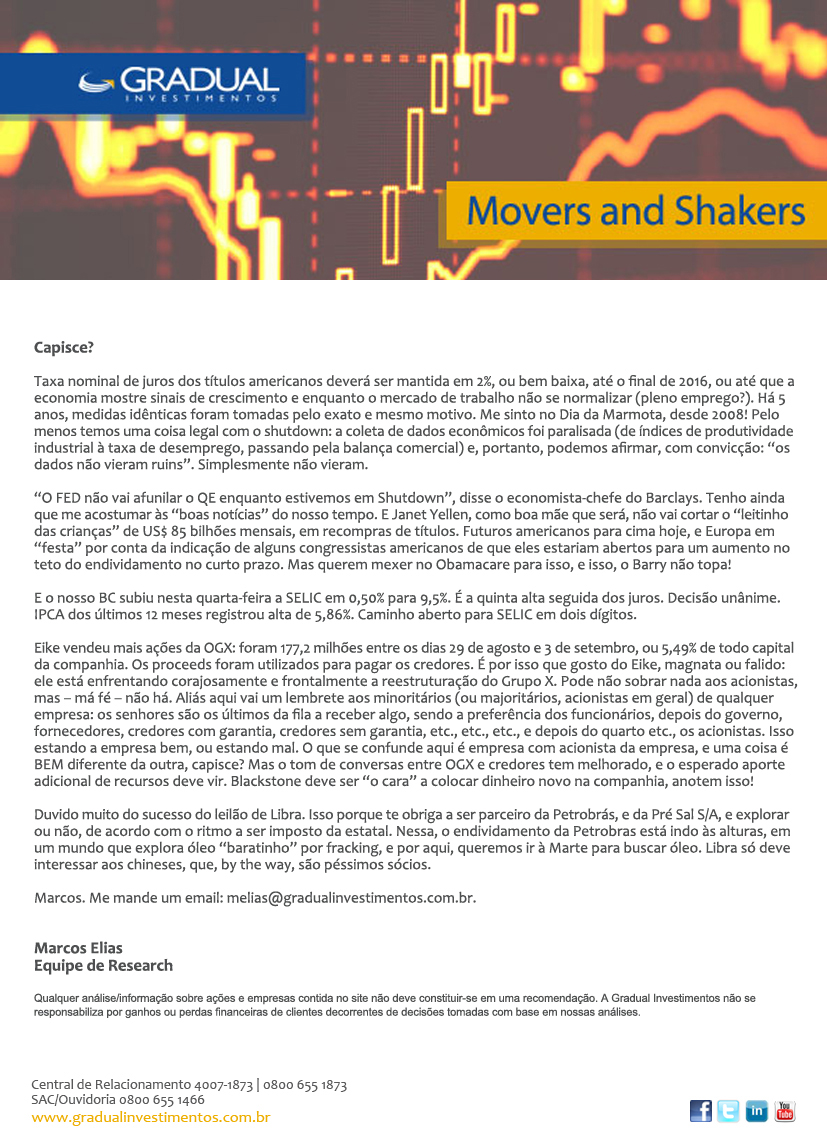 GRADUAL
INVESTIMENTOS
Movers and Shakers
Capisce?
Taxa nominal de juros dos títulos americanos deverá ser mantida em 2%, ou bem baixa, até o final de 2016, ou até que a
economia mostre sinais de crescimento e enquanto o mercado de trabalho não se normalizar (pleno emprego?). Há 5
anos, medidas idênticas foram tomadas pelo exato e mesmo motivo. Me sinto no Dia da Marmota, desde 2008! Pelo
menos temos uma coisa legal com o shutdown: a coleta de dados econômicos foi paralisada (de índices de produtividade
industrial à taxa de desemprego, passando pela balança comercial) e, portanto, podemos afirmar, com convicção: “os
dados não vieram ruins”. Simplesmente não vieram.
“O FED não vai afunilar o QE enquanto estivemos em Shutdown”, disse o economista-chefe do Barclays. Tenho ainda
que me acostumar às “boas notícias” do nosso tempo. E Janet Yellen, como boa mãe que será, não vai cortar o “leitinho
das crianças” de US$ 85 bilhões mensais, em recompras de títulos. Futuros americanos para cima hoje, e Europa em
“festa” por conta da indicação de alguns congressistas americanos de que eles estariam abertos para um aumento no
teto do endividamento no curto prazo. Mas querem mexer no Obamacare para isso, e isso, o Barry não topa!
E o nosso BC subiu nesta quarta-feira a SELIC em 0,50% para 9,5%. É a quinta alta seguida dos juros. Decisão unânime.
IPCA dos últimos 12 meses registrou alta de 5,86%. Caminho aberto para SELIC em dois dígitos.
Eike vendeu mais ações da OGX: foram 177,2 milhões entre os dias 29 de agosto e 3 de setembro, ou 5,49% de todo capital
da companhia. Os proceeds foram utilizados para pagar os credores. É por isso que gosto do Eike, magnata ou falido:
ele está enfrentando corajosamente e frontalmente a reestruturação do Grupo X. Pode não sobrar nada aos acionistas,
mas – má fé – não há. Aliás aqui vai um lembrete aos minoritários (ou majoritários, acionistas em geral) de qualquer
empresa: os senhores são os últimos da fila a receber algo, sendo a preferência dos funcionários, depois do governo,
fornecedores, credores com garantia, credores sem garantia, etc., etc., etc., e depois do quarto etc., os acionistas. Isso
estando a empresa bem, ou estando mal. O que se confunde aqui é empresa com acionista da empresa, e uma coisa é
BEM diferente da outra, capisce? Mas o tom de conversas entre OGX e credores tem melhorado, e o esperado aporte
adicional de recursos deve vir. Blackstone deve ser “o cara” a colocar dinheiro novo na companhia, anotem isso!
Duvido muito do sucesso do leilão de Libra. Isso porque te obriga a ser parceiro da Petrobrás, e da Pré Sal S/A, e explorar
ou não, de acordo com o ritmo a ser imposto da estatal. Nessa, o endividamento da Petrobras está indo às alturas, em
um mundo que explora óleo “baratinho” por fracking, e por aqui, queremos ir à Marte para buscar óleo. Libra só deve
interessar aos chineses, que, by the way, são péssimos sócios.
Marcos. Me mande um email: melias@gradualinvestimentos.com.br.
Marcos Elias
Equipe de Research
Qualquer análise/informação sobre ações e empresas contida no site não deve constituir-se em uma recomendação. A Gradual Investimentos não se
responsabiliza por ganhos ou perdas financeiras de clientes decorrentes de decisões tomadas com base em nossas análises.
Central de Relacionamento 4007-1873 | 0800 655 1873
SAC/Ouvidoria 0800 655 1466
www.gradualinvestimentos.com.br
You Tube